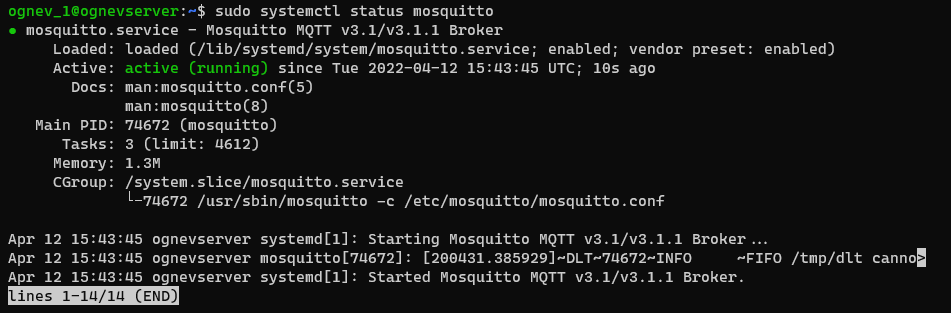 ognev_1@ognevserver:~$ sudo systemctl status mosquitto
● mosquitto.service - Mosquitto MQTT v3.1/v3.1.1 Broker
     Loaded: loaded (/lib/systemd/system/mosquitto.service; enabled; vendor preset: enabled)
     Active: active (running) since Tue 2022-04-12 15:43:45 UTC; 10s ago
       Docs: man:mosquitto.conf(5)
             man:mosquitto(8)
   Main PID: 74672 (mosquitto)
      Tasks: 3 (limit: 4612)
     Memory: 1.3M
     CGroup: /system.slice/mosquitto.service
             └─74672 /usr/sbin/mosquitto -c /etc/mosquitto/mosquitto.conf

Apr 12 15:43:45 ognevserver systemd[1]: Starting Mosquitto MQTT v3.1/v3.1.1 Broker...
Apr 12 15:43:45 ognevserver mosquitto[74672]: [200431.385929]~DLT~74672~INFO     ~FIFO /tmp/dlt canno>
Apr 12 15:43:45 ognevserver systemd[1]: Started Mosquitto MQTT v3.1/v3.1.1 Broker.
lines 1-14/14 (END)